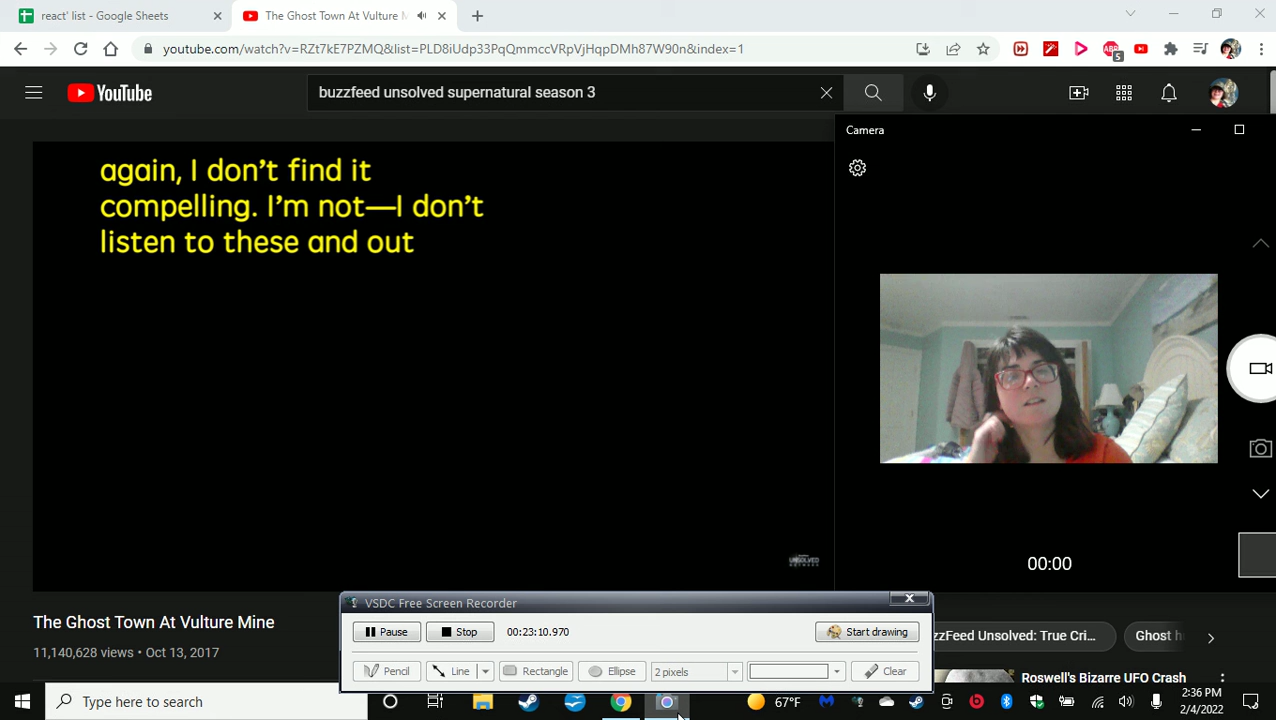 react' list - Google Sheets
The Ghost Town At Vulture M
youtube.com/watch?v=RZt7kE7PZMQ&list=PLD8iUdp33PqQmmccVRpVjHqpDMh87W90n&index=1
ABP
5
YouTube
buzzfeed unsolved supernatural season 3
again, I don't find it
compelling. I'm not—I don't
listen to these and out
Camera
UNSOLVED
NETWORK
00:00
The Ghost Town At Vulture Mine
11,140,628 views • Oct 13, 2017
VSDC Free Screen Recorder
Pause
Stop
00:23:10.970
Start drawing
Pencil
Line
Rectangle
Ellipse
2 pixels
Clear
zzFeed Unsolved: True Cri...
Ghost h
Roswell's Bizarre UFO Crash
Type here to search
67°F
2:36 PM
2/4/2022